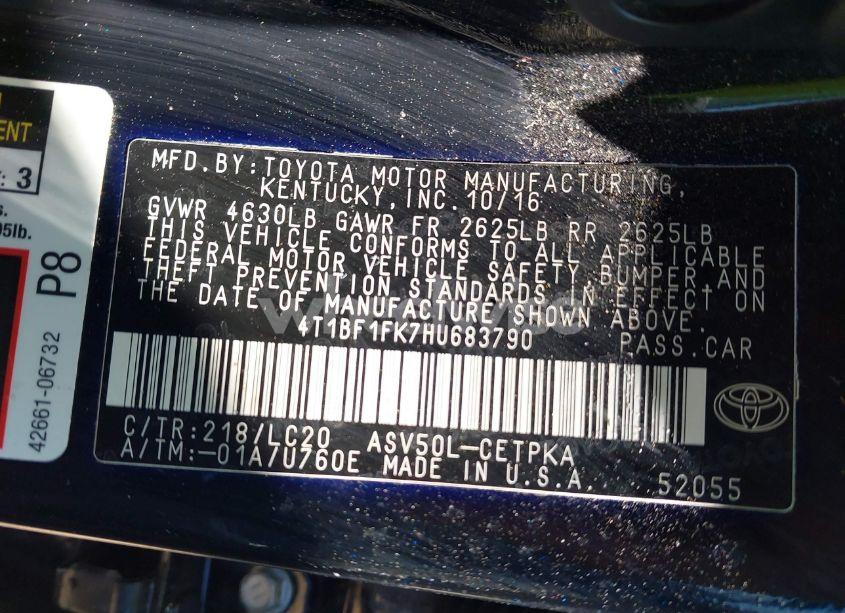 ENT
: 3
s.
95lb.
P8
42661-06732
MFD.BY:TOYOTA MOTOR MANUFACTURING,
KENTUCKY,INC.10/16
GVWR 4630LB GAWR FR 2625LB RR 2625LB
THIS VEHICLE CONFORMS TO ALL APPLICABLE
FEDERAL MOTOR VEHICLE SAFETY,BUMPER,AND
THEFT PREVENTION STANDARDS IN EFFECT ON
THE DATE OF MANUFACTURE SHOWN ABOVE.
4T1BF1FK7HU683790 PASS.CAR
C/TR:218/LC20 ASV50L-CETPKA
A/TM:-01A/U760E MADE IN U.S.A. 52055